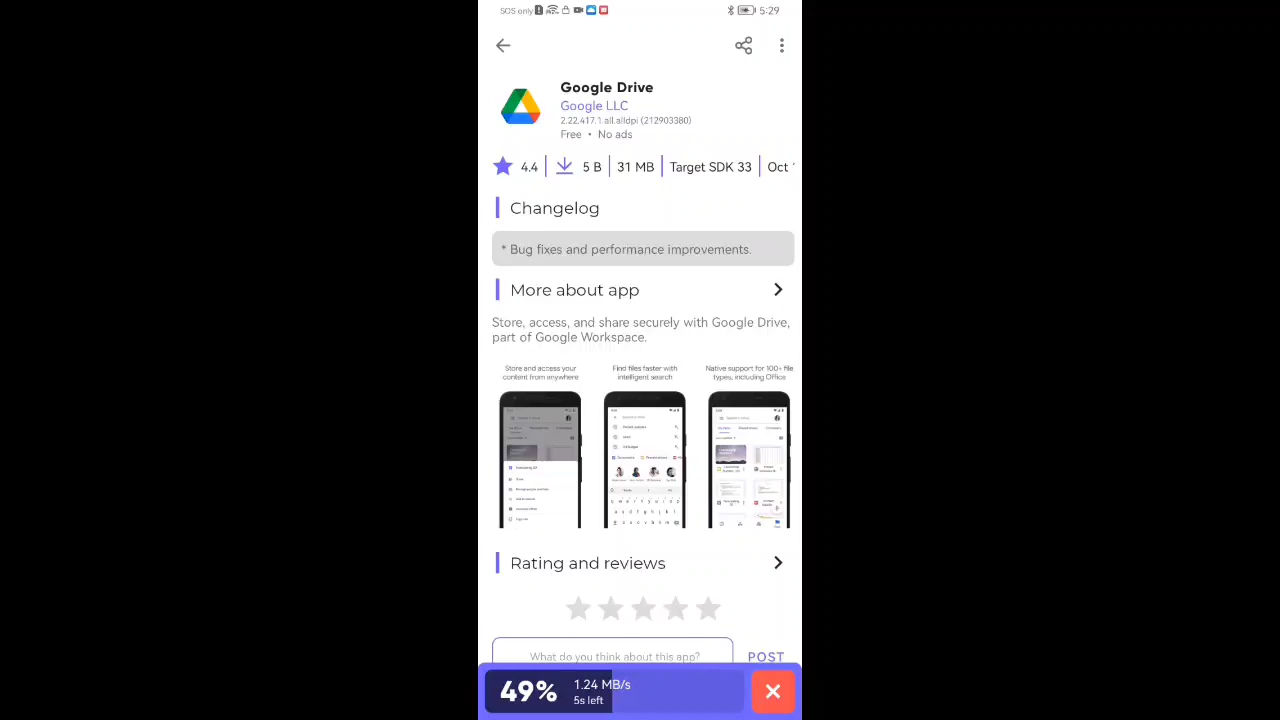 SOS only 5:29
Google Drive
Google LLC
2.22.417.1.all.alldpi (212903380)
Free • No ads
4.4 5 B 31 MB Target SDK 33 Oct
Changelog
* Bug fixes and performance improvements.
More about app
Store, access, and share securely with Google Drive,
part of Google Workspace.
Store and access your
content from anywhere
Find files faster with
intelligent search
Native support for 100+ file
types, including Office
Rating and reviews
What do you think about this app? POST
49% 1.24 MB/s
5s left